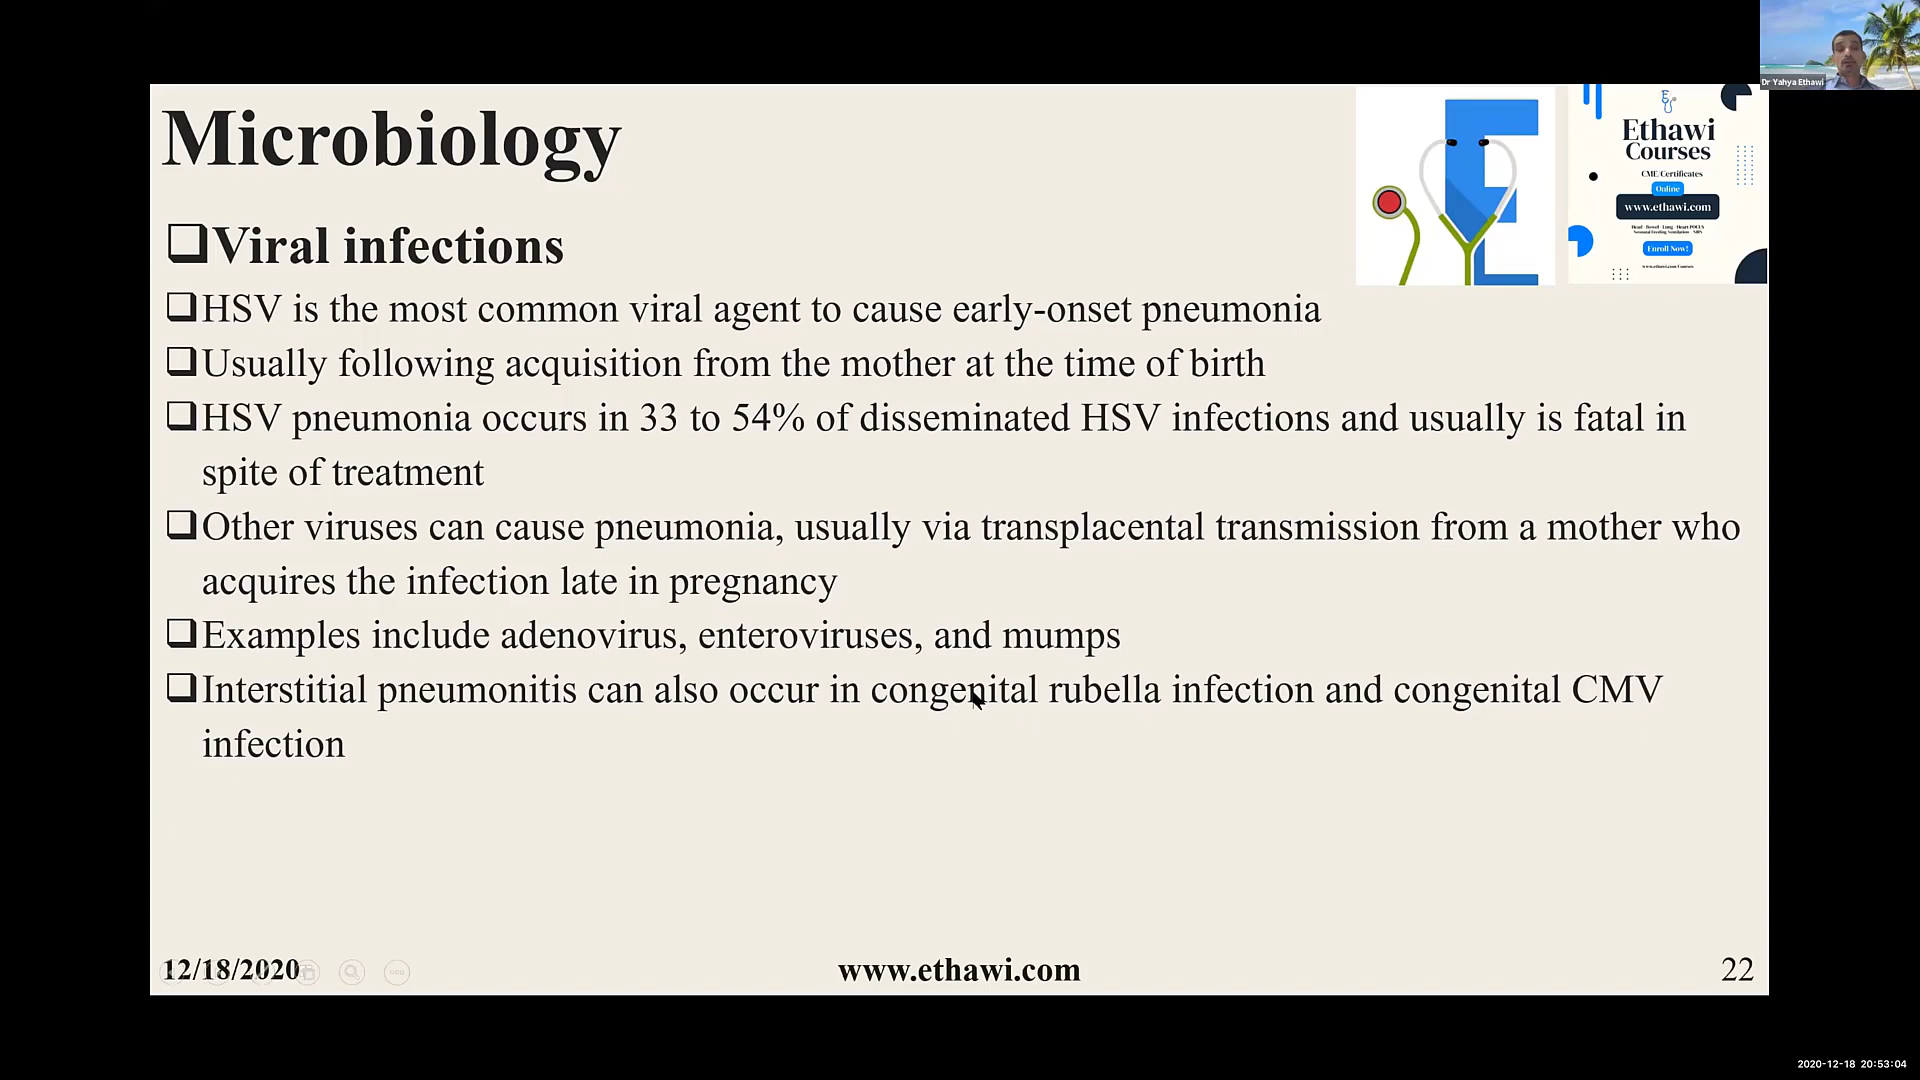 Dr Yahya Ethawi
Microbiology
Ethawi
Courses
CME Certificates
Online
www.ethawi.com
Enroll Now!
Viral infections
HSV is the most common viral agent to cause early-onset pneumonia
Usually following acquisition from the mother at the time of birth
HSV pneumonia occurs in 33 to 54% of disseminated HSV infections and usually is fatal in
spite of treatment
Other viruses can cause pneumonia, usually via transplacental transmission from a mother who
acquires the infection late in pregnancy
Examples include adenovirus, enteroviruses, and mumps
Interstitial pneumonitis can also occur in congenital rubella infection and congenital CMV
infection
12/18/2020
www.ethawi.com
22
2020-12-18 20:53:04